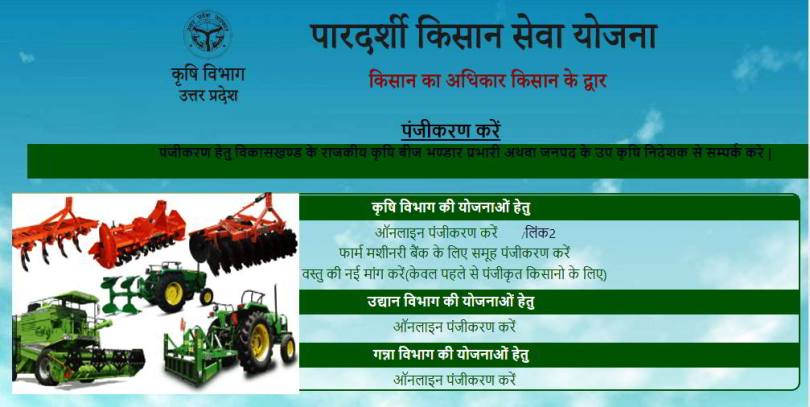 पारदर्शी किसान सेवा योजना
कृषि विभाग
उत्तर प्रदेश
किसान का अधिकार किसान के द्वार
पंजीकरण करें
पंजीकरण हेतु विकासखण्ड के राजकीय कृषि बीज भण्डार प्रभारी अथवा जनपद के उप कृषि निदेशक से सम्पर्क करे |
कृषि विभाग की योजनाओं हेतु
ऑनलाइन पंजीकरण करें /लिंक2
फार्म मशीनरी बैंक के लिए समूह पंजीकरण करें
वस्तु की नई मांग करें(केवल पहले से पंजीकृत किसानो के लिए)
उद्यान विभाग की योजनाओं हेतु
ऑनलाइन पंजीकरण करें
गन्ना विभाग की योजनाओं हेतु
ऑनलाइन पंजीकरण करें